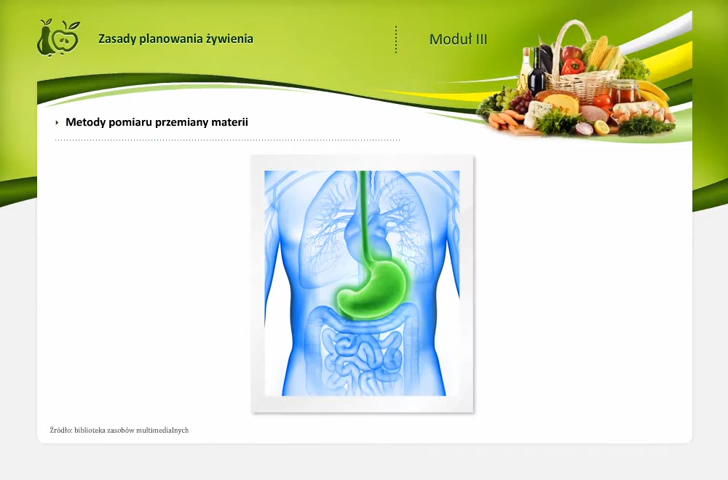 Zasady planowania żywienia
Moduł III
Metody pomiaru przemiany materii
Źródło: biblioteka zasobów multimedialnych